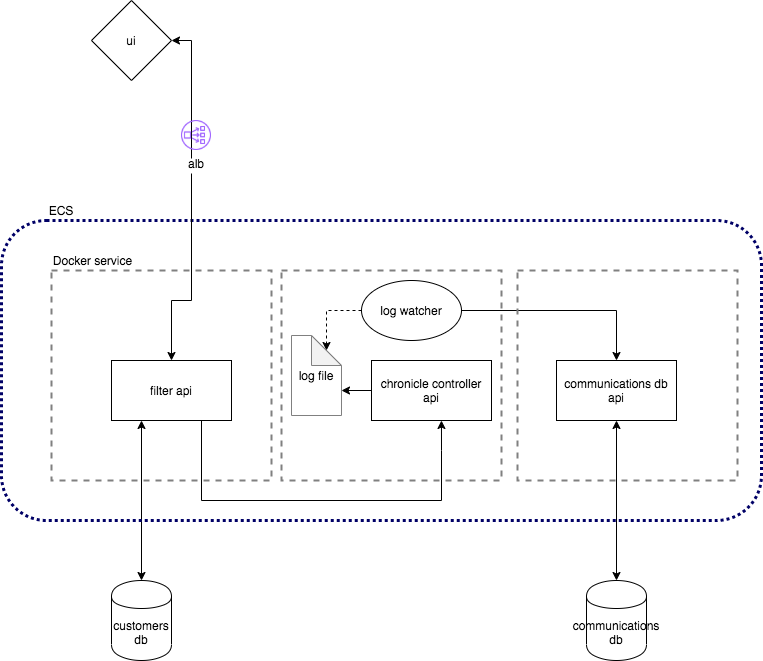 ui
alb
ECS
Docker service
log watcher
log file
filter api
chronicle controller
api
communications db
api
customers
db
communications
db